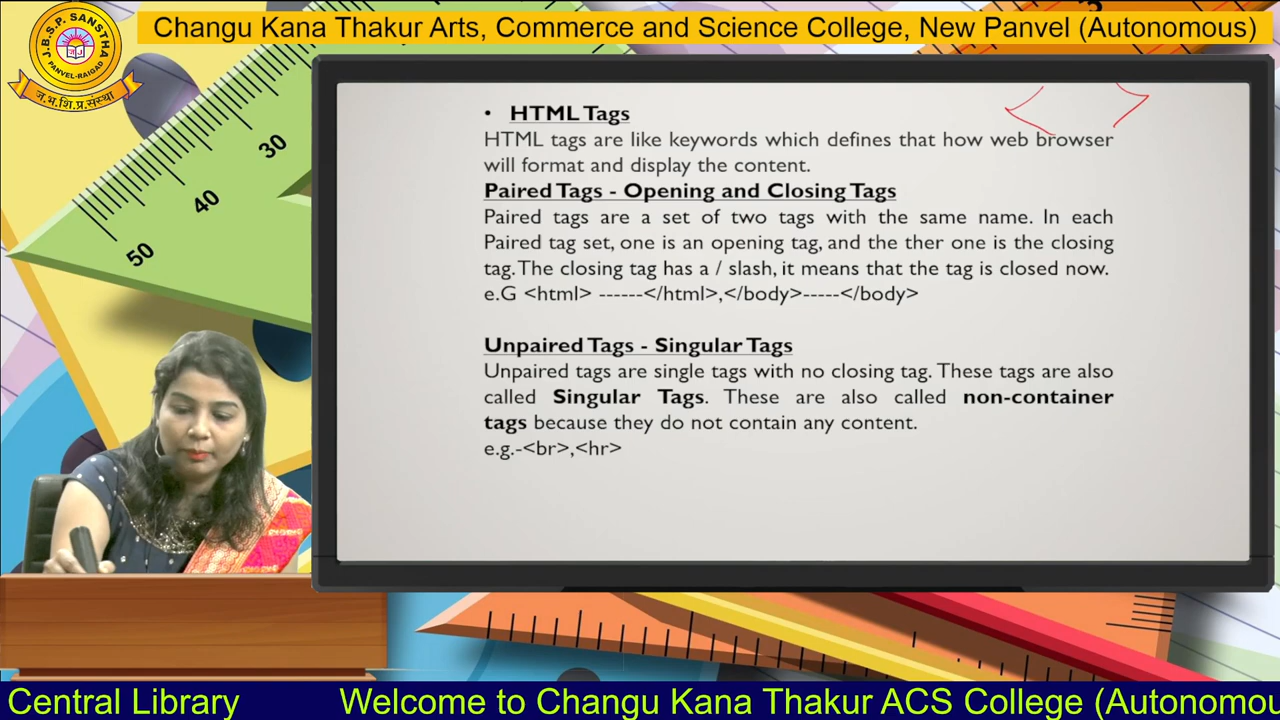 Changu Kana Thakur Arts, Commerce and Science College, New Panvel (Autonomous)
J.B.S.P. SANSTHA
PANVEL-RAIGAD
ज.भ.शि.प्र.संस्था
30
40
50
• HTML Tags
HTML tags are like keywords which defines that how web browser
will format and display the content.
Paired Tags - Opening and Closing Tags
Paired tags are a set of two tags with the same name. In each
Paired tag set, one is an opening tag, and the ther one is the closing
tag. The closing tag has a / slash, it means that the tag is closed now.
e.G <html> ------</html>,</body>-----</body>
Unpaired Tags - Singular Tags
Unpaired tags are single tags with no closing tag. These tags are also
called Singular Tags. These are also called non-container
tags because they do not contain any content.
e.g.-<br>,<hr>
Central Library Welcome to Changu Kana Thakur ACS College (Autonomou